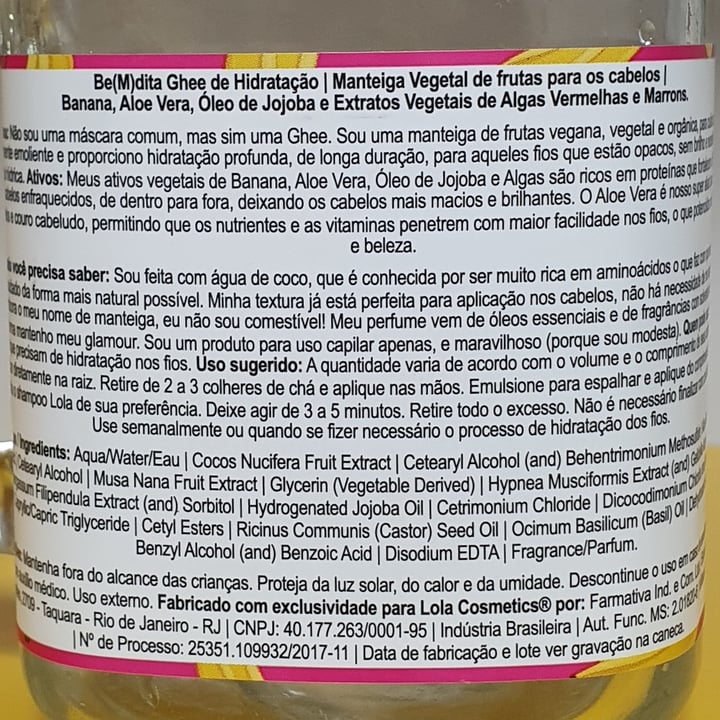 Be(M)dita Ghee de Hidratação | Manteiga Vegetal de frutas para os cabelos |
Banana, Aloe Vera, Óleo de Jojoba e Extratos Vegetais de Algas Vermelhas e Marrons.
Não sou uma máscara comum, mas sim uma Ghee. Sou uma manteiga de frutas vegana, vegetal e orgânica,
emoliente e proporciono hidratação profunda, de longa duração, para aqueles fios que estão opacos, sem brilho
Ativos: Meus ativos vegetais de Banana, Aloe Vera, Óleo de Jojoba e Algas são ricos em proteínas que
enfraquecidos, de dentro para fora, deixando os cabelos mais macios e brilhantes. O Aloe Vera é nosso super
couro cabeludo, permitindo que os nutrientes e as vitaminas penetrem com maior facilidade nos fios, o que
e beleza.
você precisa saber: Sou feita com água de coco, que é conhecida por ser muito rica em aminoácidos o que faz
da forma mais natural possível. Minha textura já está perfeita para aplicação nos cabelos, não há necessidade
o meu nome de manteiga, eu não sou comestível! Meu perfume vem de óleos essenciais e de fragrâncias
mantenho meu glamour. Sou um produto para uso capilar apenas, e maravilhoso (porque sou modesta). Quem
precisam de hidratação nos fios. Uso sugerido: A quantidade varia de acordo com o volume e o comprimento
diretamente na raiz. Retire de 2 a 3 colheres de chá e aplique nas mãos. Emulsione para espalhar e aplique do
shampoo Lola de sua preferência. Deixe agir de 3 a 5 minutos. Retire todo o excesso. Não é necessário finalizar
Use semanalmente ou quando se fizer necessário o processo de hidratação dos fios.
Ingredients: Aqua/Water/Eau | Cocos Nucifera Fruit Extract | Cetearyl Alcohol (and) Behentrimonium
Cetearyl Alcohol | Musa Nana Fruit Extract | Glycerin (Vegetable Derived) | Hypnea Musciformis Extract (and)
Filipendula Extract (and) Sorbitol | Hydrogenated Jojoba Oil | Cetrimonium Chloride | Dicocodimonium
Capric Triglyceride | Cetyl Esters | Ricinus Communis (Castor) Seed Oil | Ocimum Basilicum (Basil) Oil |
Benzyl Alcohol (and) Benzoic Acid | Disodium EDTA | Fragrance/Parfum.
Mantenha fora do alcance das crianças. Proteja da luz solar, do calor e da umidade. Descontinue o uso em
médico. Uso externo. Fabricado com exclusividade para Lola Cosmetics® por: Farmativa Ind. e Com.
2709 - Taquara - Rio de Janeiro - RJ | CNPJ: 40.177.263/0001-95 | Indústria Brasileira | Aut. Func. MS:
| Nº de Processo: 25351.109932/2017-11 | Data de fabricação e lote ver gravação na caneca.